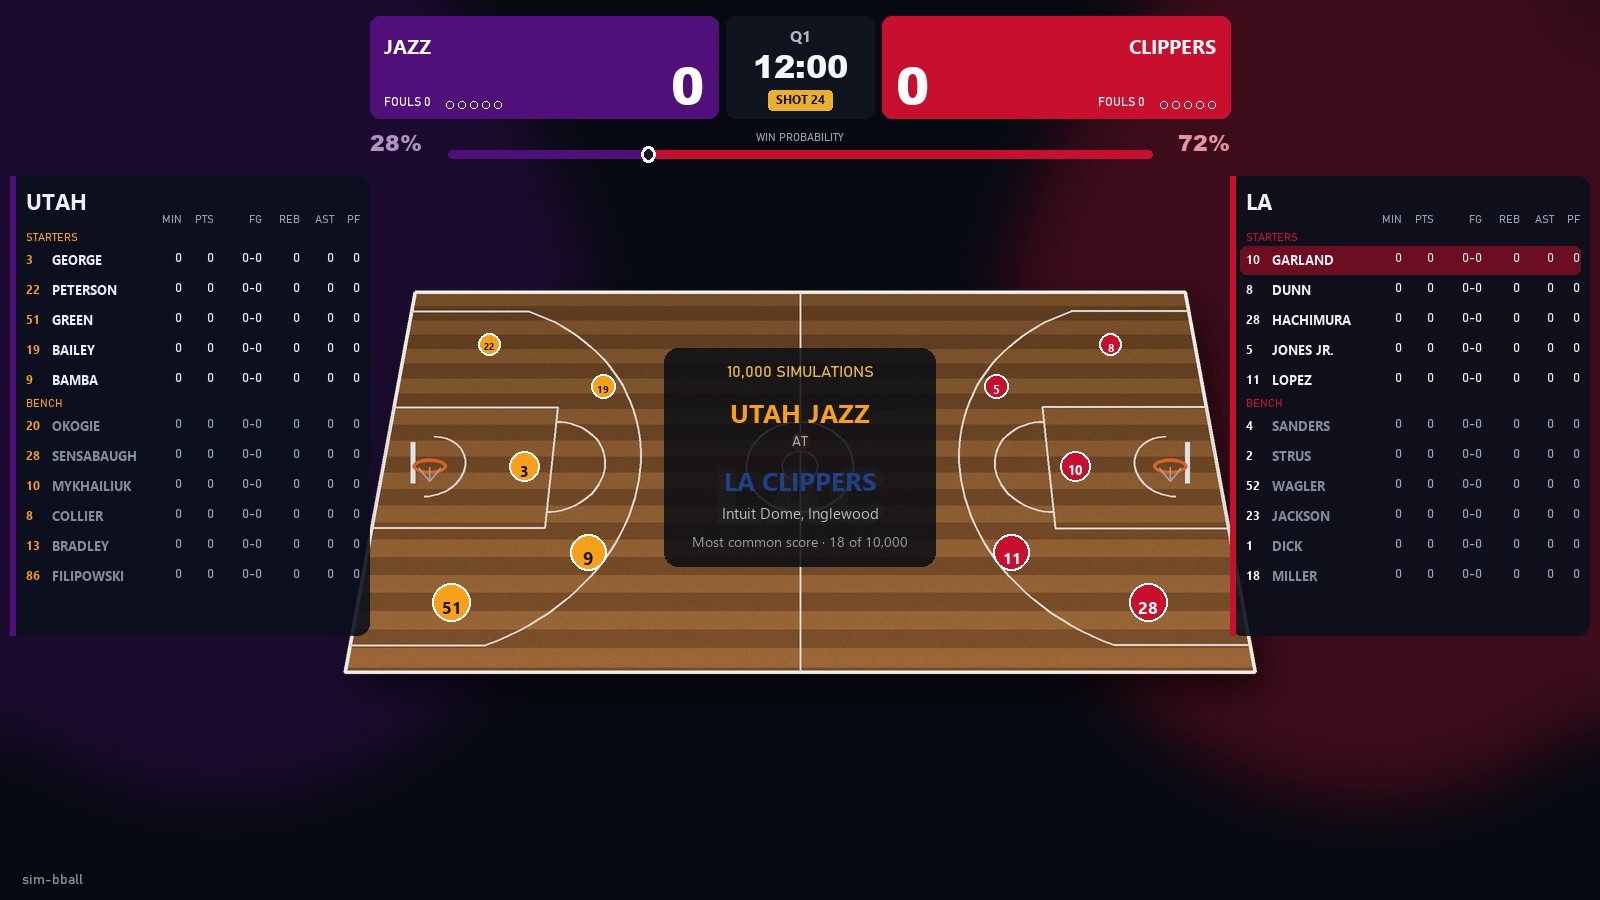 JAZZ
0
FOULS 0
Q1
12:00
SHOT 24
CLIPPERS
0
FOULS 0
28%
WIN PROBABILITY
72%
UTAH
MIN PTS FG REB AST PF
STARTERS
3 GEORGE 0 0 0-0 0 0 0
22 PETERSON 0 0 0-0 0 0 0
51 GREEN 0 0 0-0 0 0 0
19 BAILEY 0 0 0-0 0 0 0
9 BAMBA 0 0 0-0 0 0 0
BENCH
20 OKOGIE 0 0 0-0 0 0 0
28 SENSABAUGH 0 0 0-0 0 0 0
10 MYKHAILIUK 0 0 0-0 0 0 0
8 COLLIER 0 0 0-0 0 0 0
13 BRADLEY 0 0 0-0 0 0 0
86 FILIPOWSKI 0 0 0-0 0 0 0
22
19
3
9
51
10,000 SIMULATIONS
UTAH JAZZ
AT
LA CLIPPERS
Intuit Dome, Inglewood
Most common score · 18 of 10,000
8
5
10
11
28
LA
MIN PTS FG REB AST PF
STARTERS
10 GARLAND 0 0 0-0 0 0 0
8 DUNN 0 0 0-0 0 0 0
28 HACHIMURA 0 0 0-0 0 0 0
5 JONES JR. 0 0 0-0 0 0 0
11 LOPEZ 0 0 0-0 0 0 0
BENCH
4 SANDERS 0 0 0-0 0 0 0
2 STRUS 0 0 0-0 0 0 0
52 WAGLER 0 0 0-0 0 0 0
23 JACKSON 0 0 0-0 0 0 0
1 DICK 0 0 0-0 0 0 0
18 MILLER 0 0 0-0 0 0 0
sim-bball